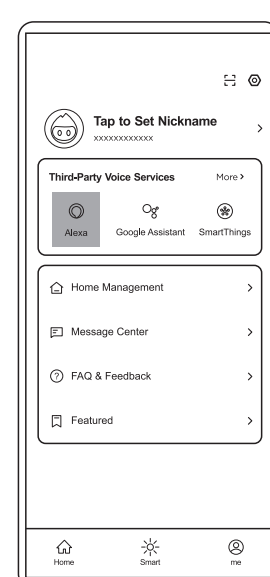 Tap to Set Nickname
xxxxxxxxxxxx
Third-Party Voice Services More
Alexa Google Assistant SmartThings
Home Management
Message Center
FAQ & Feedback
Featured
Home Smart me